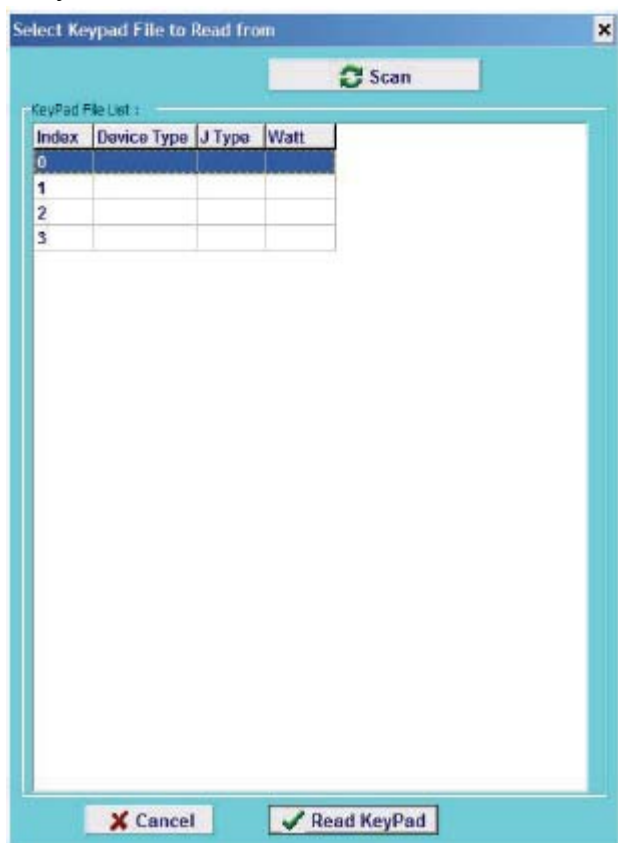 Select Keypad File to Read from
Scan
KeyPad File List :
Index Device Type J Type Watt
0
1
2
3
Cancel Read KeyPad